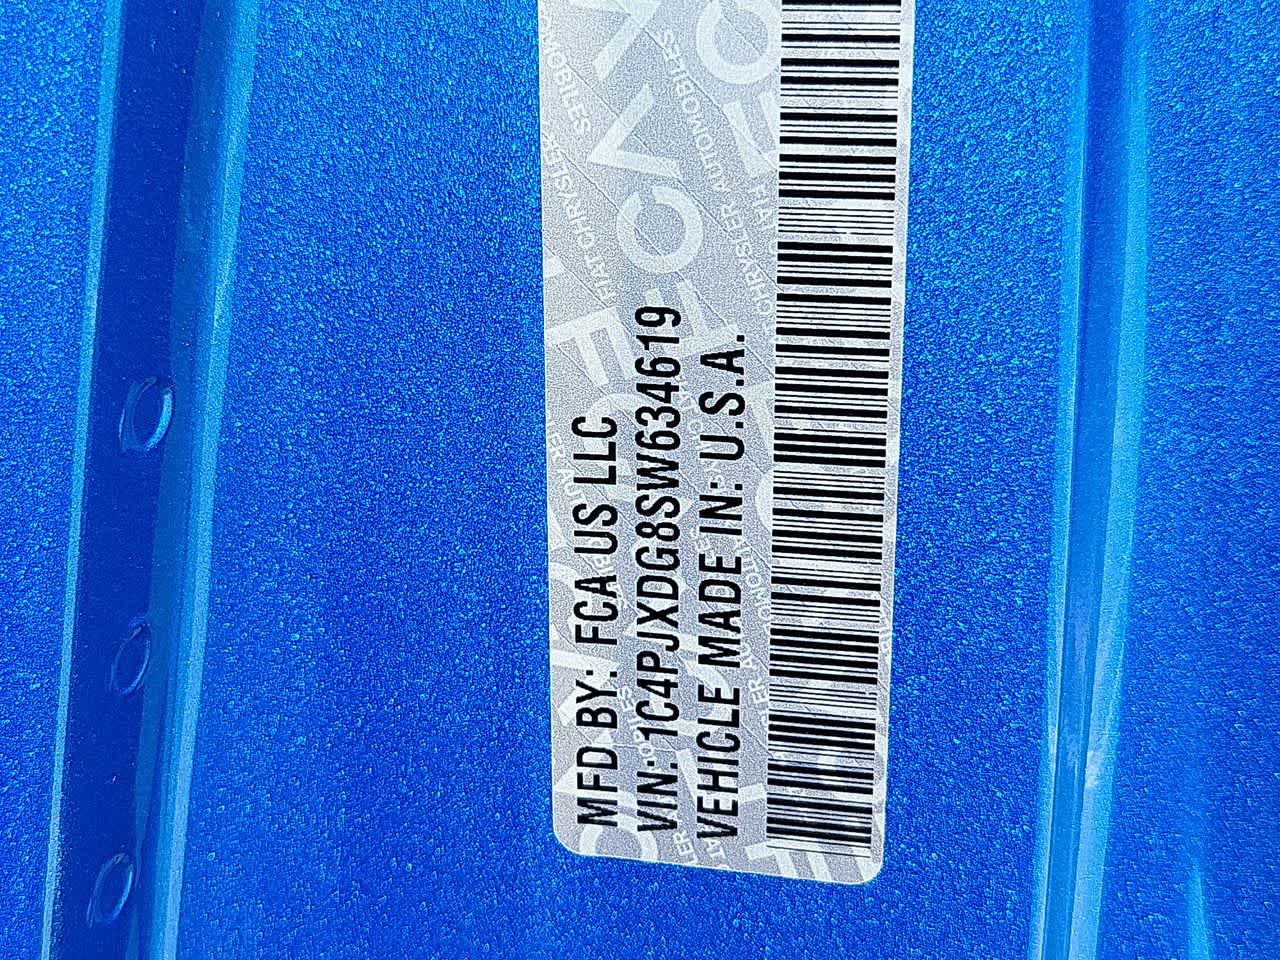 MFD BY: FCA US LLC
VIN: 1C4PJXDG8SW634619
VEHICLE MADE IN: U.S.A.